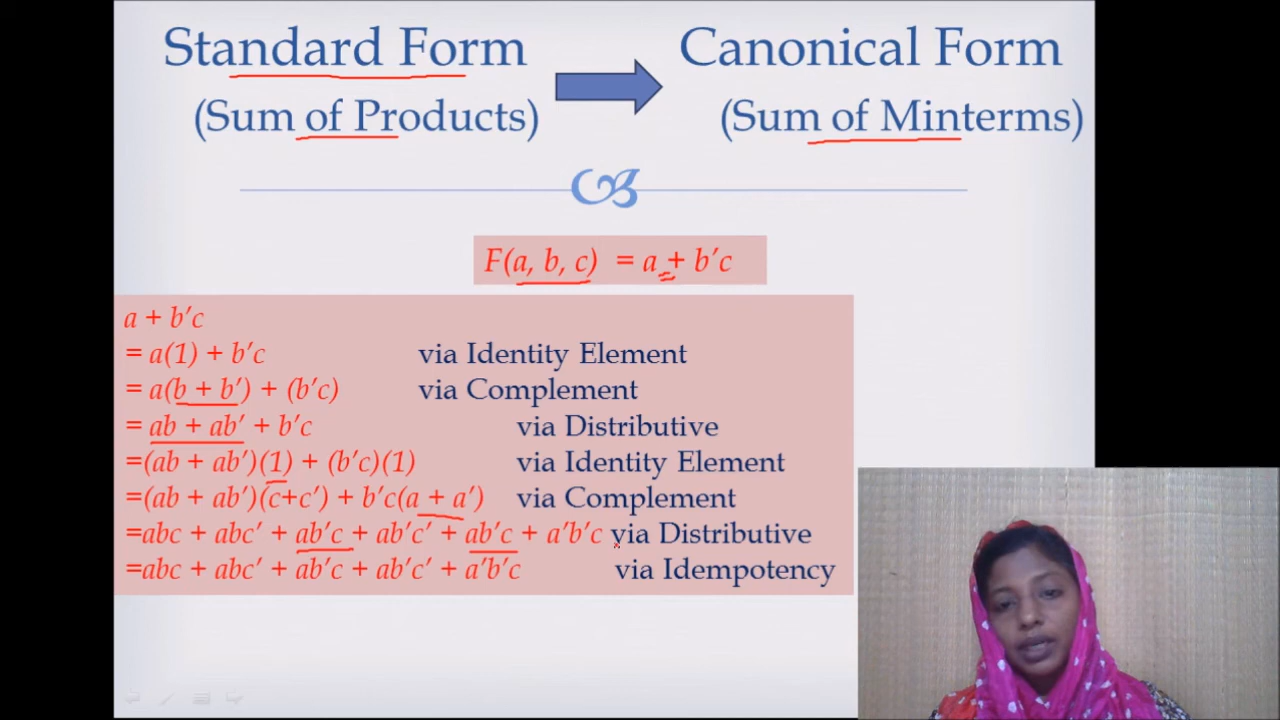 Standard Form
Canonical Form
(Sum of Products)
(Sum of Minterms)
F(a, b, c) = a + b′c
a + b′c
= a(1) + b′c via Identity Element
= a(b + b′) + (b′c) via Complement
= ab + ab′ + b′c via Distributive
=(ab + ab′)(1) + (b′c)(1) via Identity Element
=(ab + ab′)(c+c′) + b′c(a + a′) via Complement
=abc + abc′ + ab′c + ab′c′ + ab′c + a′b′c via Distributive
=abc + abc′ + ab′c + ab′c′ + a′b′c via Idempotency